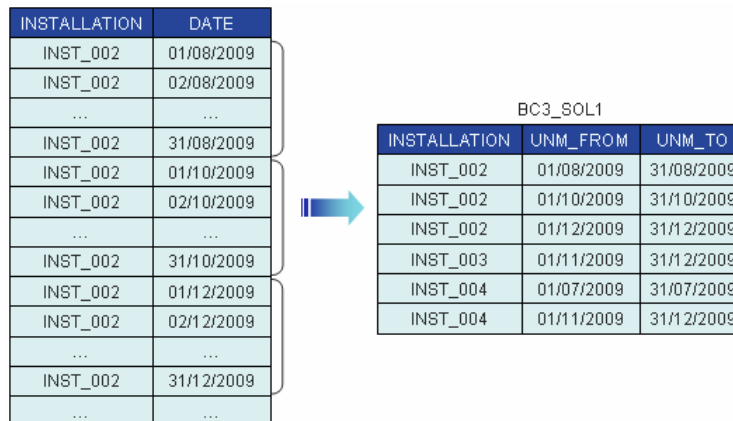 INSTALLATION DATE
INST_002 01/08/2009
INST_002 02/08/2009
... ...
INST_002 31/08/2009
INST_002 01/10/2009
INST_002 02/10/2009
... ...
INST_002 31/10/2009
INST_002 01/12/2009
INST_002 02/12/2009
... ...
INST_002 31/12/2009
... ...
BC3_SOL1
INSTALLATION UNM_FROM UNM_TO
INST_002 01/08/2009 31/08/2009
INST_002 01/10/2009 31/10/2009
INST_002 01/12/2009 31/12/2009
INST_003 01/11/2009 31/12/2009
INST_004 01/07/2009 31/07/2009
INST_004 01/11/2009 31/12/2009